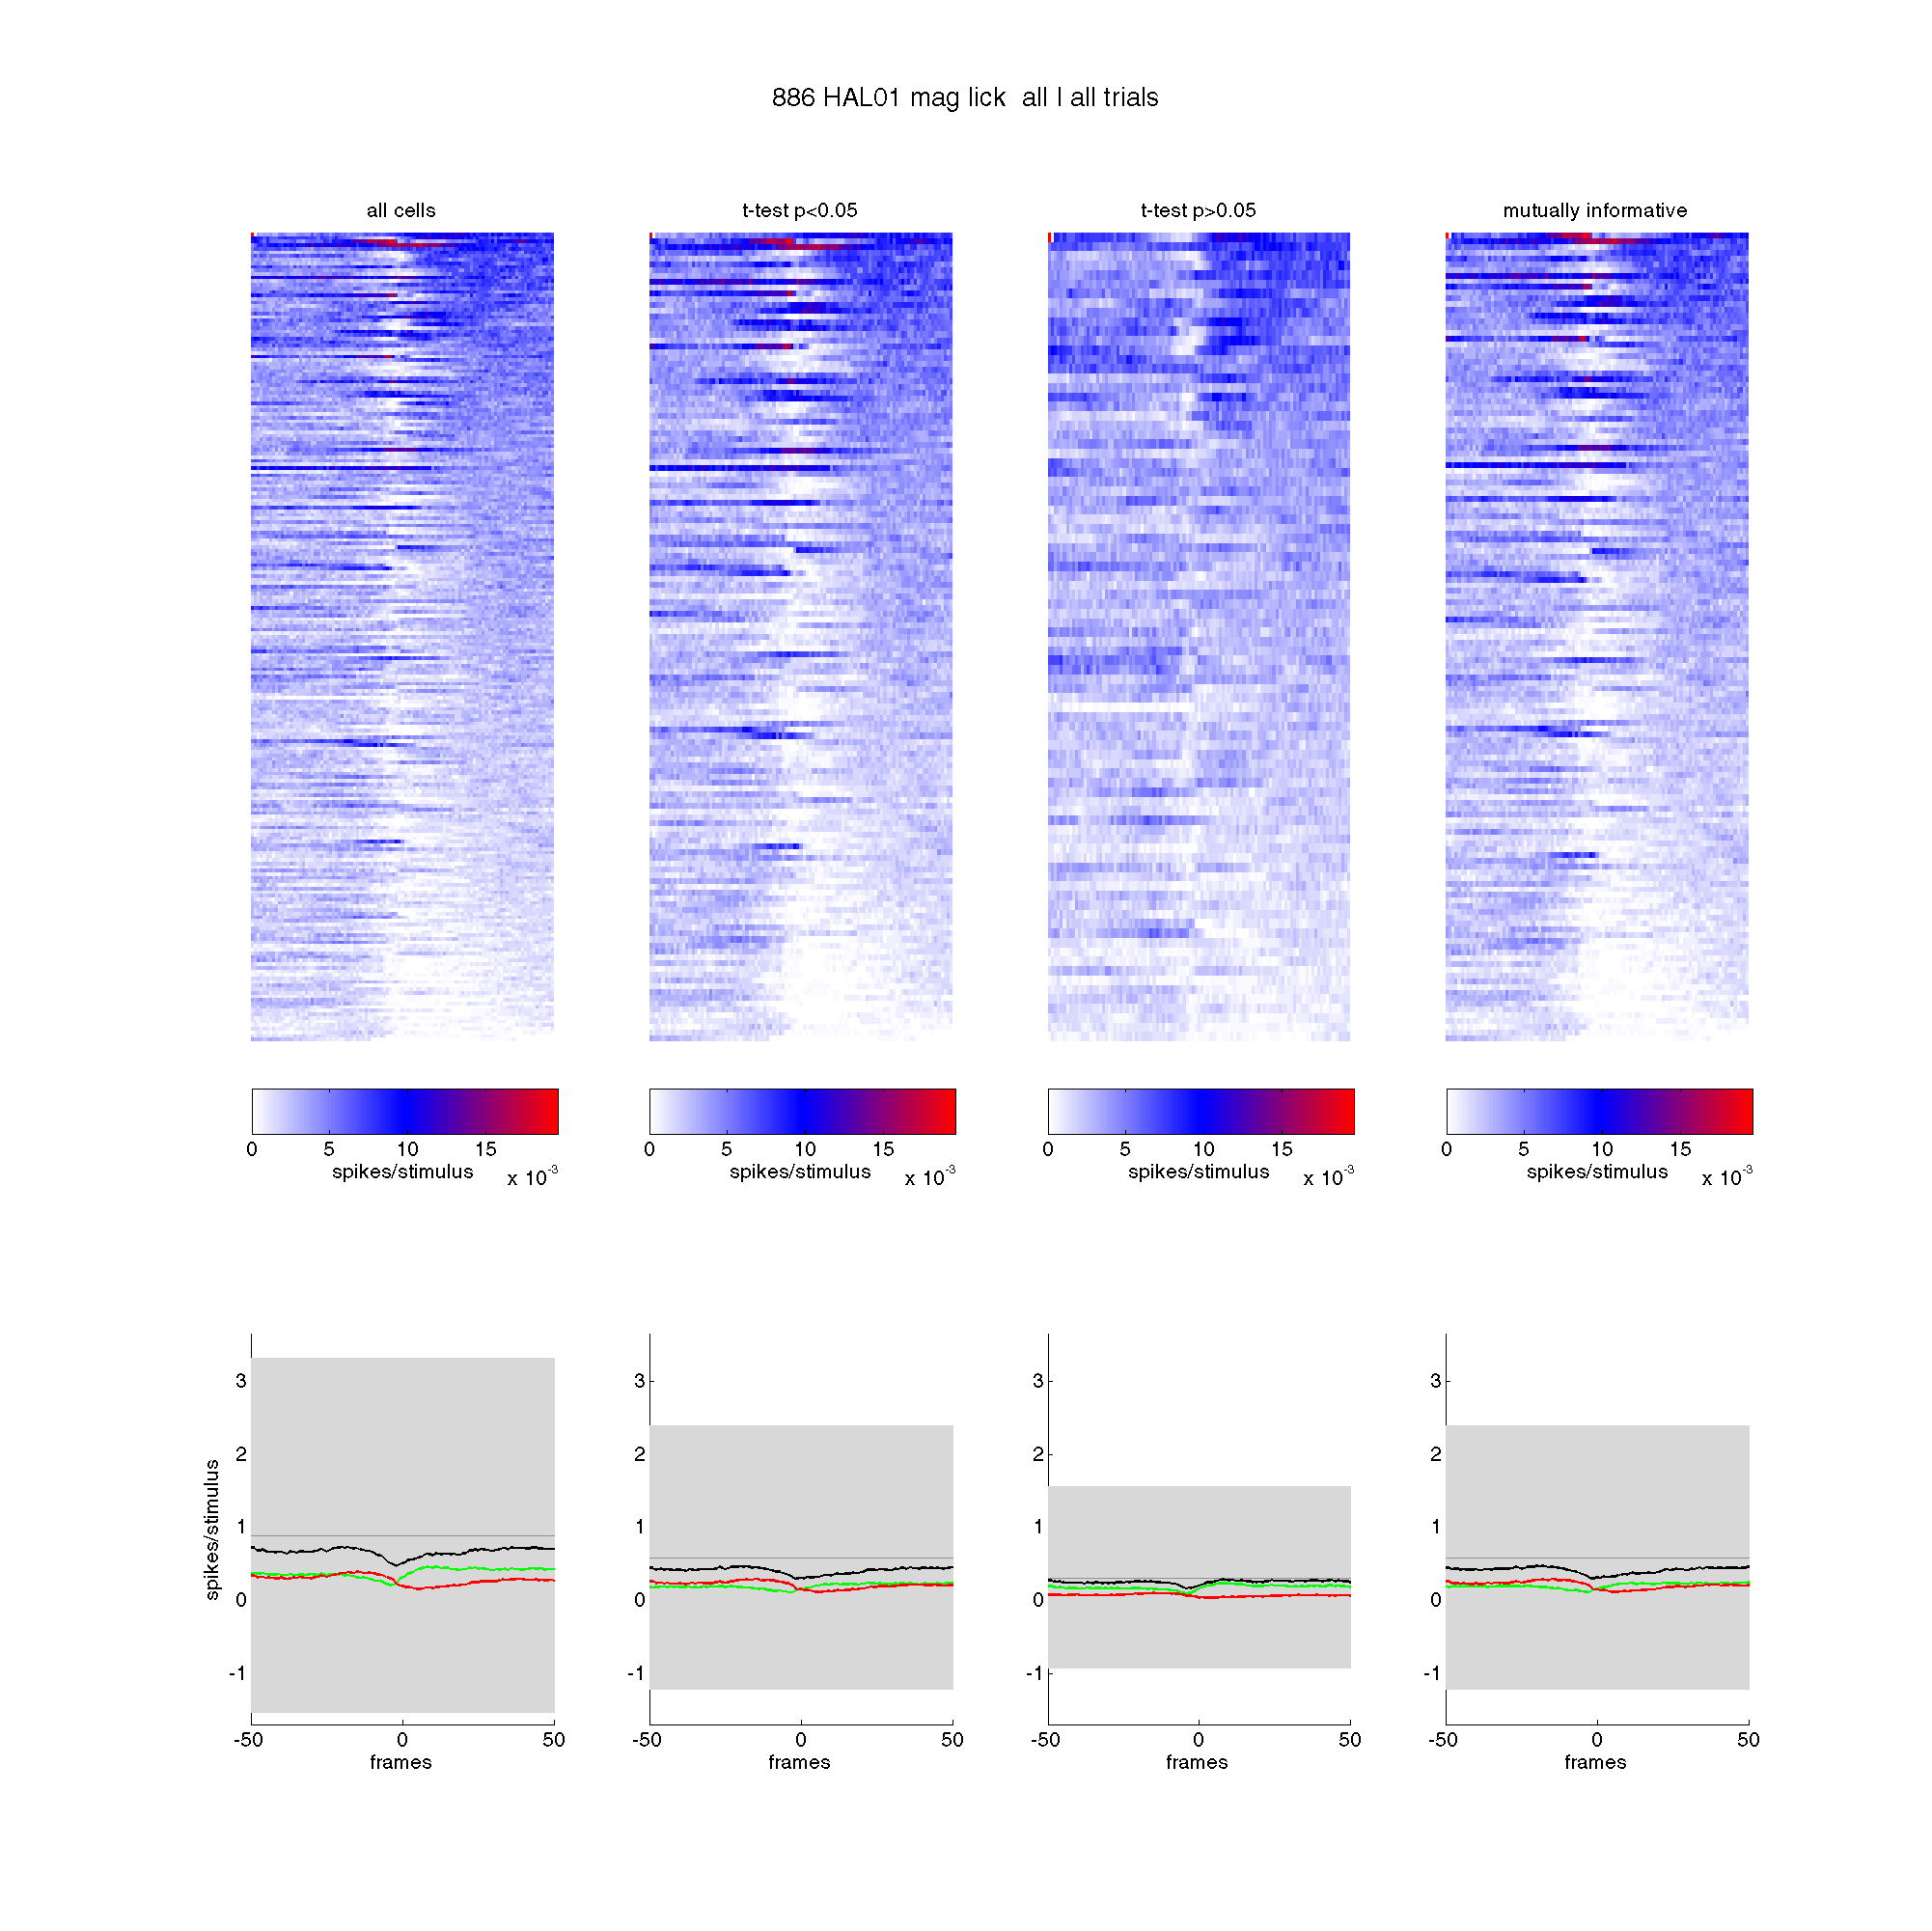 886 HAL01 mag lick  all I all trials
all cells
t-test p<0.05
t-test p>0.05
mutually informative
0 5 10 15
spikes/stimulus
x 10-3
0 5 10 15
spikes/stimulus
x 10-3
0 5 10 15
spikes/stimulus
x 10-3
0 5 10 15
spikes/stimulus
x 10-3
spikes/stimulus
3
2
1
0
-1
-50 0 50
frames
3
2
1
0
-1
-50 0 50
frames
3
2
1
0
-1
-50 0 50
frames
3
2
1
0
-1
-50 0 50
frames